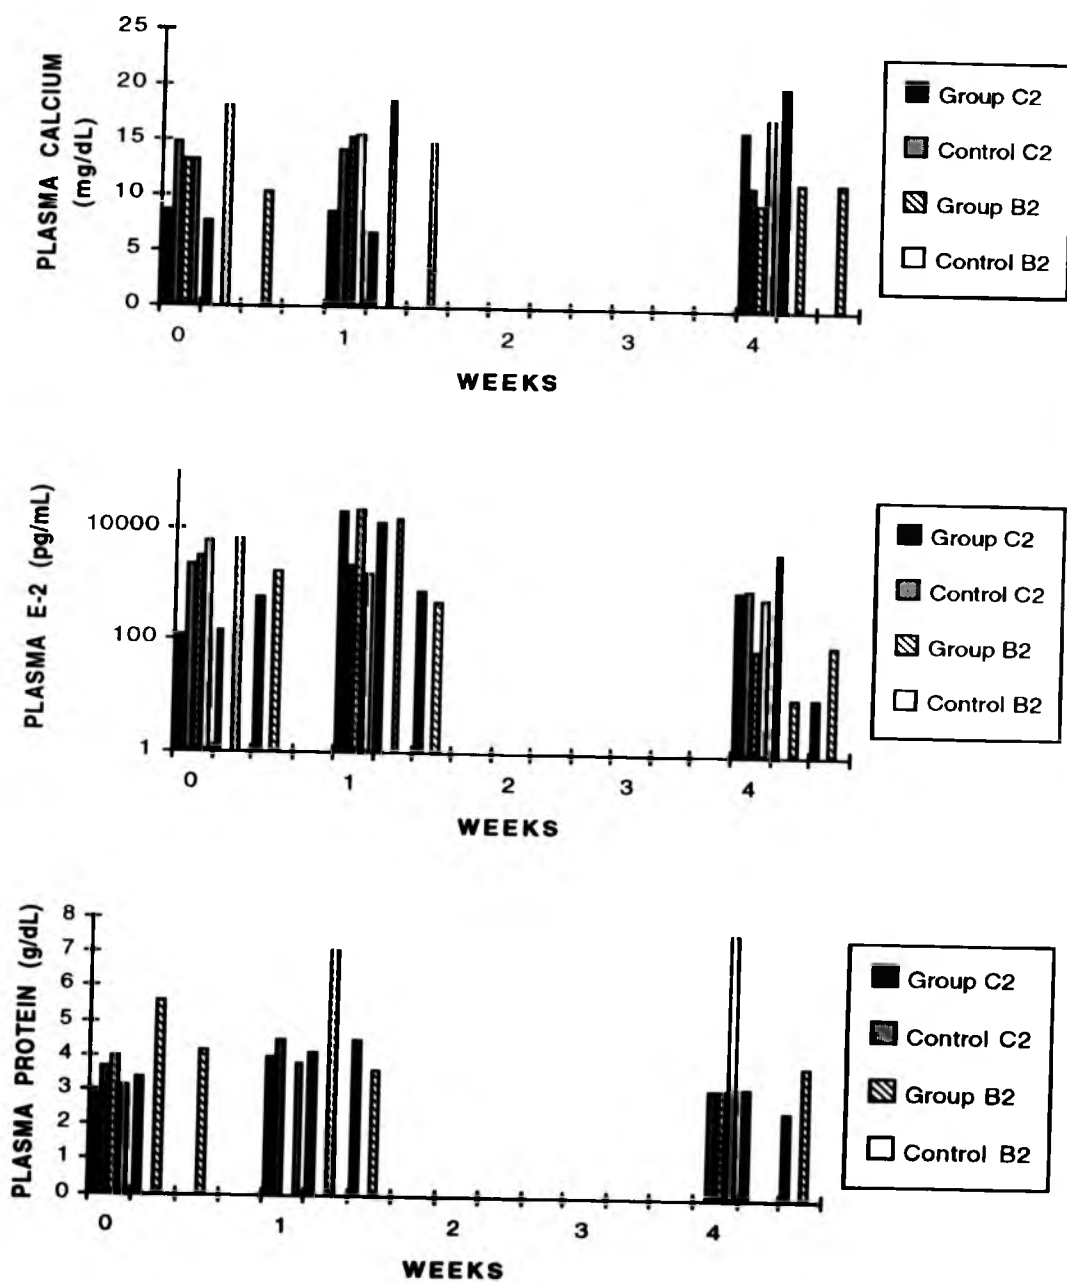 PLASMA CALCIUM
(mg/dL)
25
20
15
10
5
0
0 1 2 3 4
WEEKS
Group C2
Control C2
Group B2
Control B2
PLASMA E-2 (pg/mL)
10000
100
1
0 1 2 3 4
WEEKS
Group C2
Control C2
Group B2
Control B2
PLASMA PROTEIN (g/dL)
8
7
6
5
4
3
2
1
0
0 1 2 3 4
WEEKS
Group C2
Control C2
Group B2
Control B2